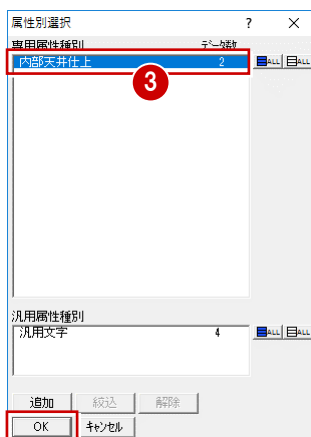 属性別選択 ? ×
専用属性種別 データ数
内部天井仕上 2 ALL ALL
3
汎用属性種別
汎用文字 4 ALL ALL
追加 絞込 解除
OK キャンセル